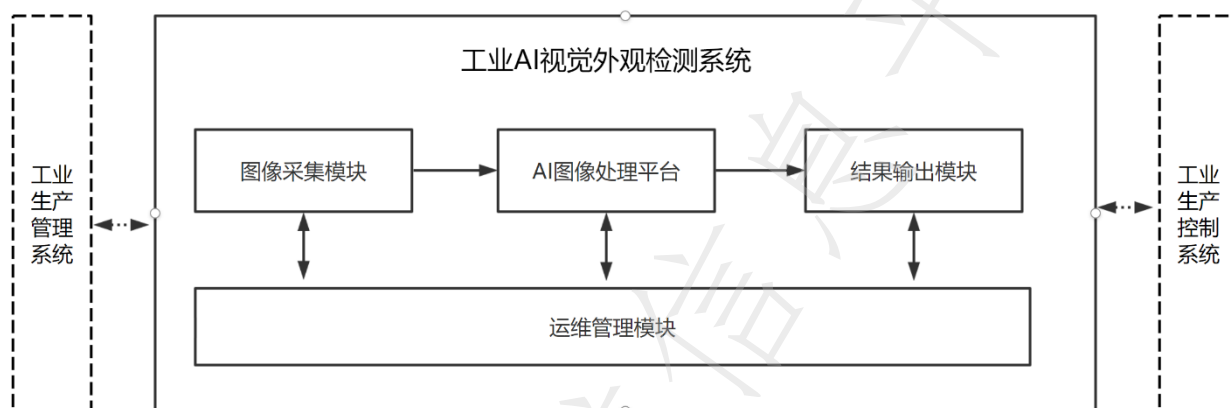 工业AI视觉外观检测系统
工业
生产
管理
系统
图像采集模块
AI图像处理平台
结果输出模块
运维管理模块
工业
生产
控制
系统